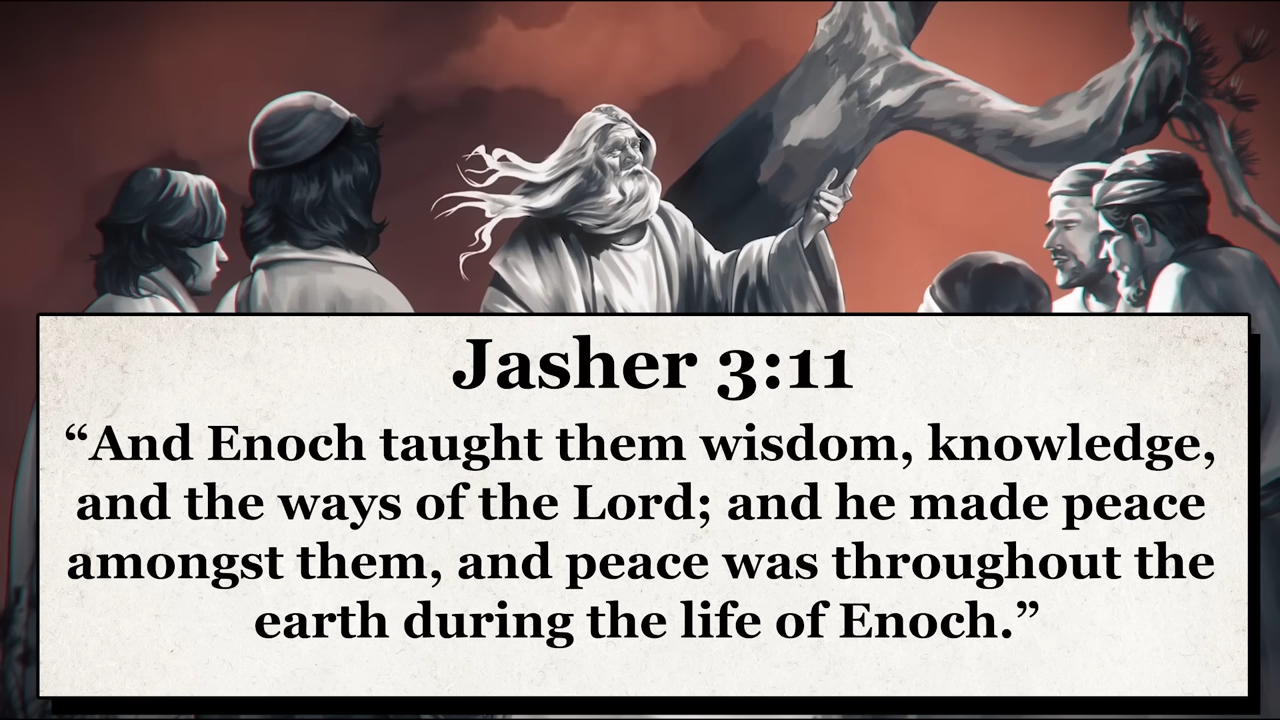 Jasher 3:11
“And Enoch taught them wisdom, knowledge,
and the ways of the Lord; and he made peace
amongst them, and peace was throughout the
earth during the life of Enoch.”